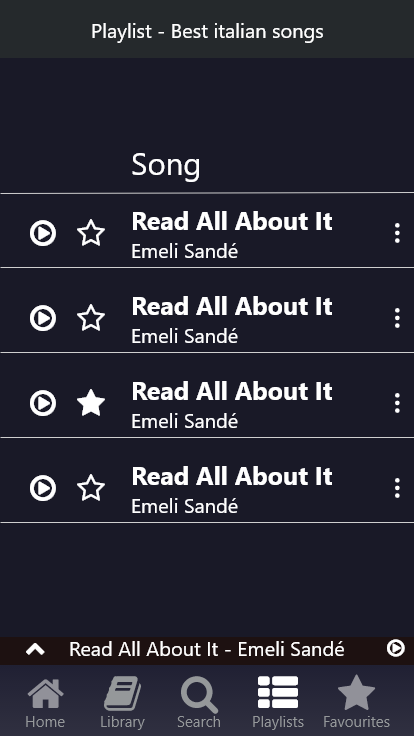 Playlist - Best italian songs
Song
Read All About It
Emeli Sandé
Read All About It
Emeli Sandé
Read All About It
Emeli Sandé
Read All About It
Emeli Sandé
Read All About It - Emeli Sandé
Home Library Search Playlists Favourites